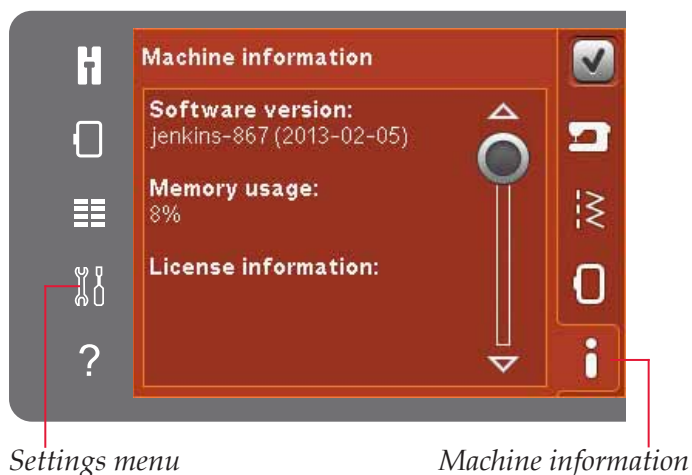 Machine information
Software version:
jenkins-867 (2013-02-05)
Memory usage:
8%
License information:
?
i
Settings menu
Machine information